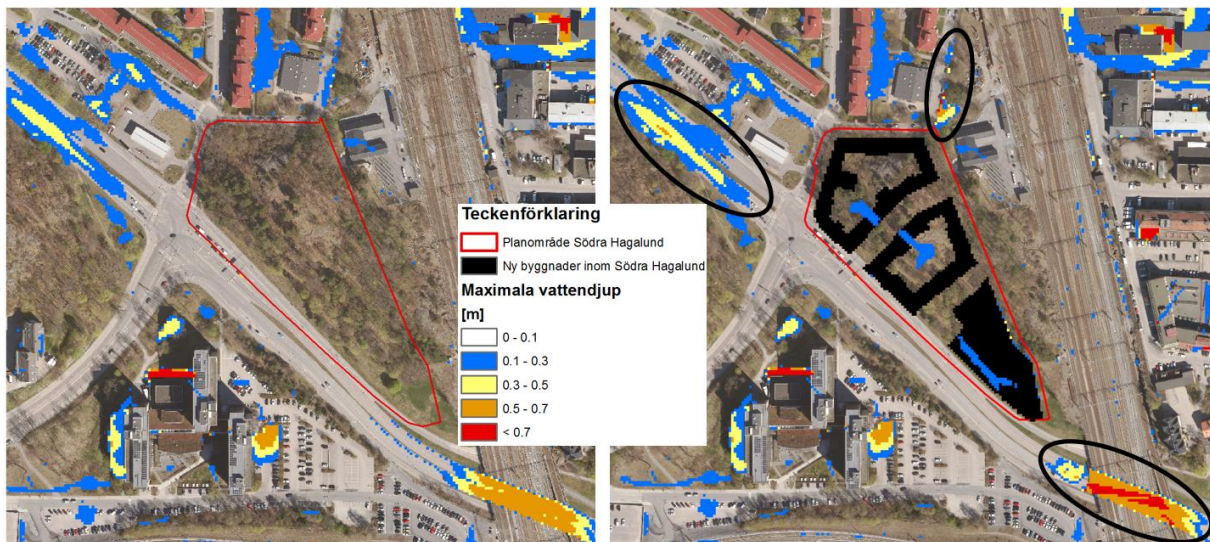 Teckenförklaring
Planområde Södra Hagalund
Ny byggnader inom Södra Hagalund
Maximala vattendjup
[m]
0 - 0.1
0.1 - 0.3
0.3 - 0.5
0.5 - 0.7
< 0.7